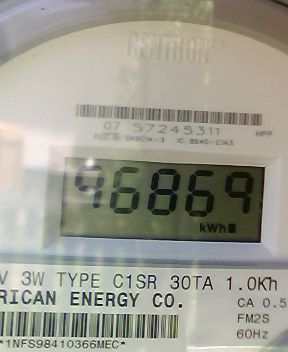 CENTRON
07 57245311 HPP
96869
kWh
V 3W TYPE C1SR 30TA 1.0Kh
RICAN ENERGY CO. CA 0.5
FM2S
*1NFS98410366MEC* 60Hz